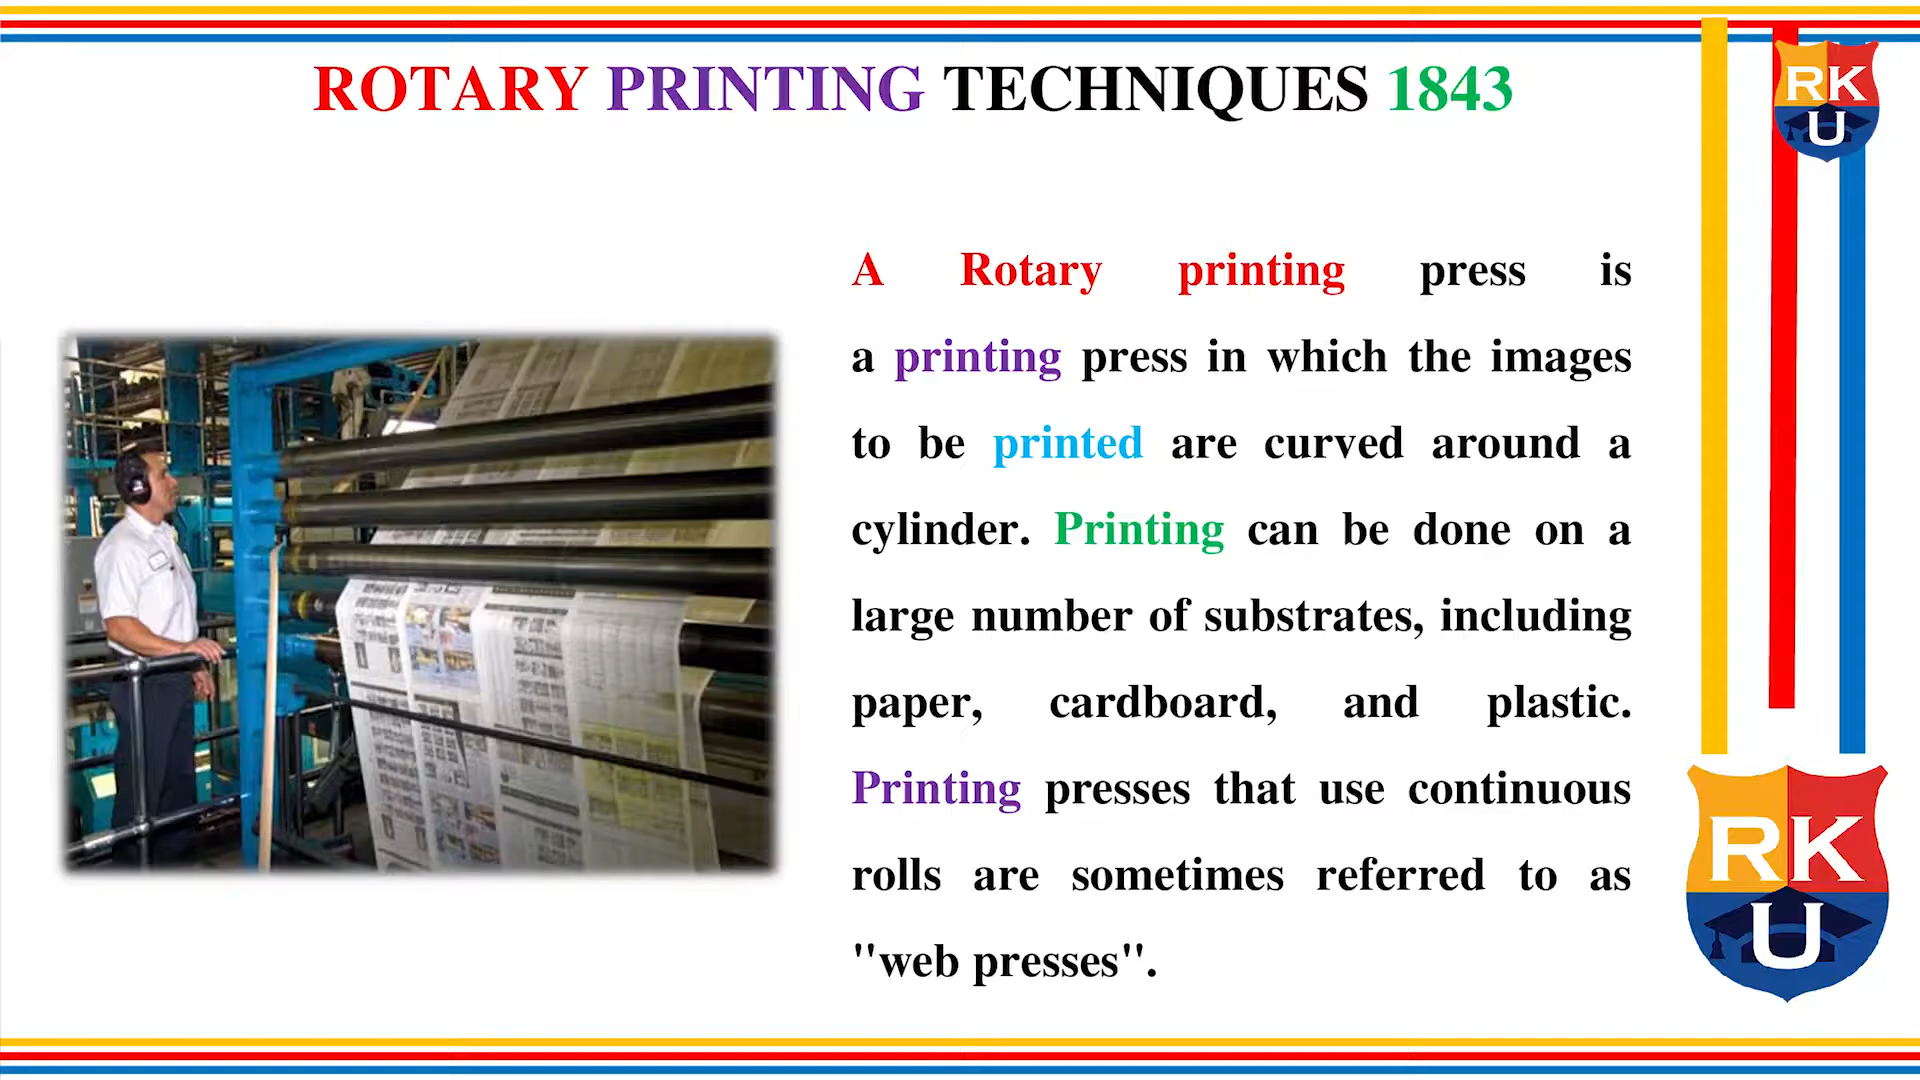 ROTARY PRINTING TECHNIQUES 1843
RK
U
A Rotary printing press is
a printing press in which the images
to be printed are curved around a
cylinder. Printing can be done on a
large number of substrates, including
paper, cardboard, and plastic.
Printing presses that use continuous
rolls are sometimes referred to as
"web presses".
RK
U